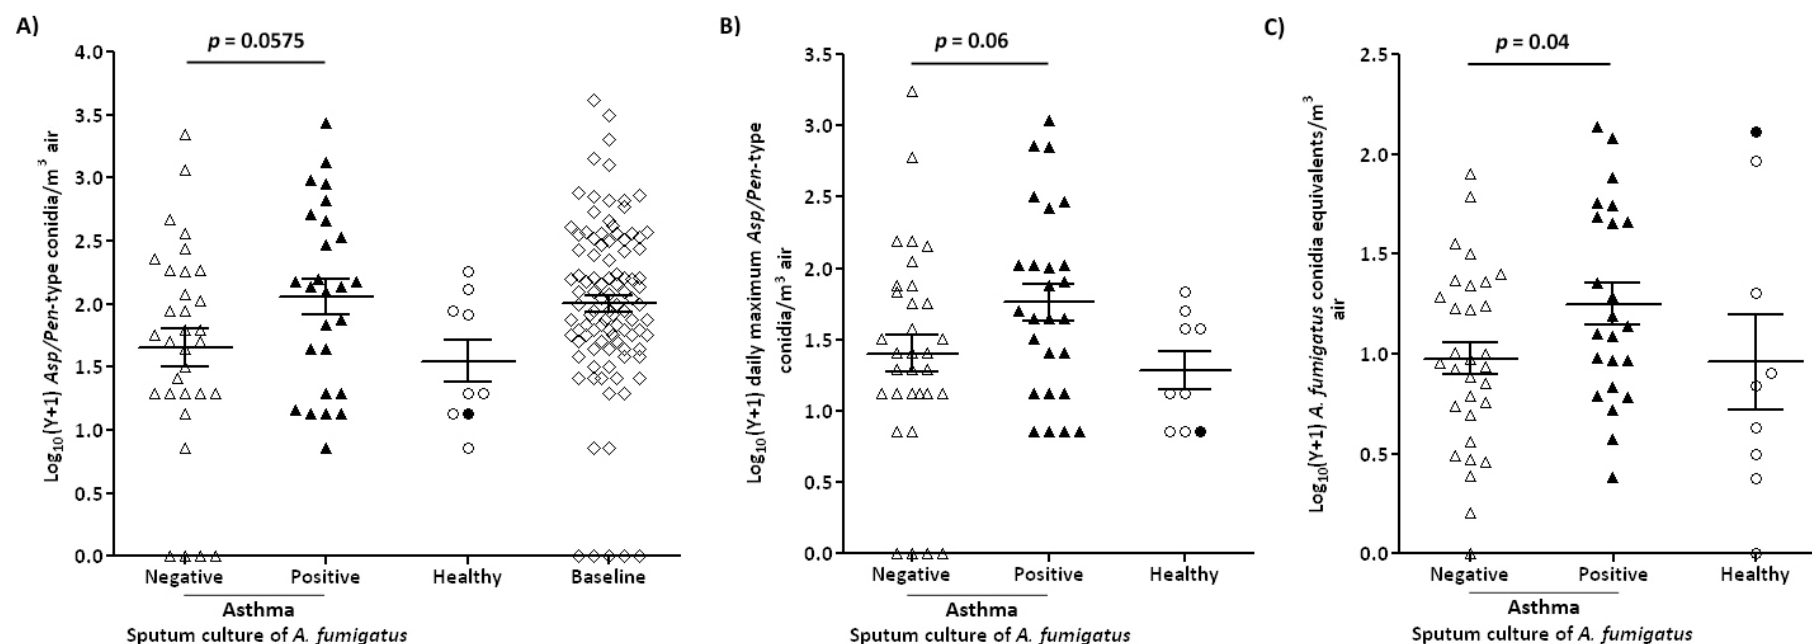 A)
p = 0.0575
Log10(Y+1) Asp/Pen-type conidia/m3 air
4.0
3.5
3.0
2.5
2.0
1.5
1.0
0.5
0.0
Negative Positive Healthy Baseline
Asthma
Sputum culture of A. fumigatus
B)
p = 0.06
Log10(Y+1) daily maximum Asp/Pen-type
conidia/m3 air
3.5
3.0
2.5
2.0
1.5
1.0
0.5
0.0
Negative Positive Healthy
Asthma
Sputum culture of A. fumigatus
C)
p = 0.04
Log10(Y+1) A. fumigatus conidia equivalents/m3
air
2.5
2.0
1.5
1.0
0.5
0.0
Negative Positive Healthy
Asthma
Sputum culture of A. fumigatus